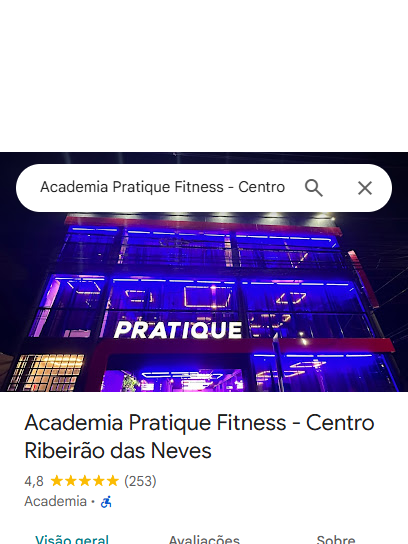 Academia Pratique Fitness - Centro
PRATIQUE
Academia Pratique Fitness - Centro
Ribeirão das Neves
4,8 (253)
Academia ·
Visão geral Avaliações Sobre